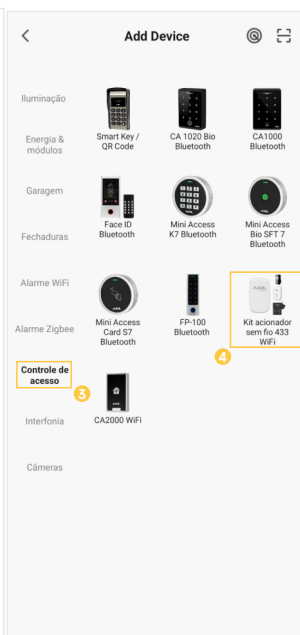 Add Device
Iluminação
Energia &
módulos
Garagem
Fechaduras
Alarme WiFi
Alarme Zigbee
Controle de
acesso
3
Interfonia
Câmeras
Smart Key /
QR Code
CA 1020 Bio
Bluetooth
CA1000
Bluetooth
Face ID
Bluetooth
Mini Access
K7 Bluetooth
Mini Access
Bio SFT 7
Bluetooth
Mini Access
Card S7
Bluetooth
FP-100
Bluetooth
4
Kit acionador
sem fio 433
WiFi
CA2000 WiFi